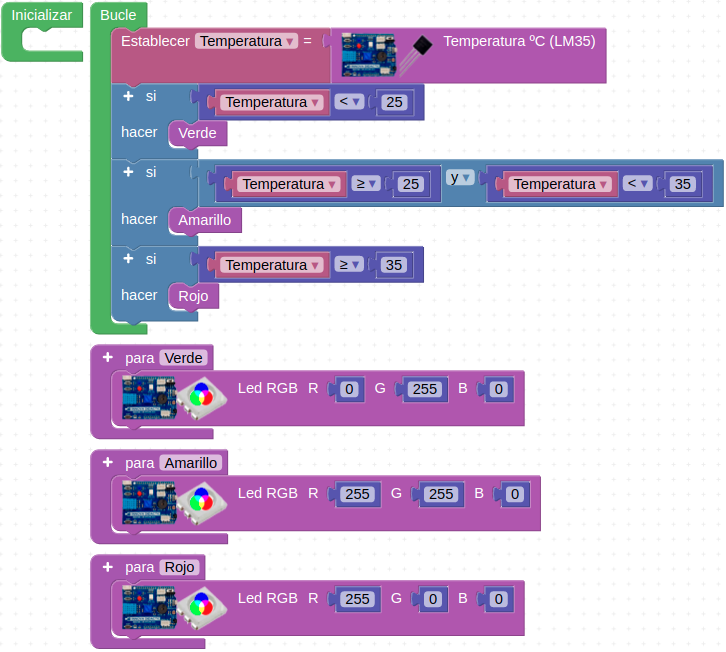 Inicializar
Bucle
Establecer Temperatura ▾ = Temperatura ºC (LM35)
+ si Temperatura ▾ < ▾ 25
hacer Verde
+ si Temperatura ▾ ≥ ▾ 25 y ▾ Temperatura ▾ < ▾ 35
hacer Amarillo
+ si Temperatura ▾ ≥ ▾ 35
hacer Rojo
+ para Verde
Led RGB R 0 G 255 B 0
+ para Amarillo
Led RGB R 255 G 255 B 0
+ para Rojo
Led RGB R 255 G 0 B 0